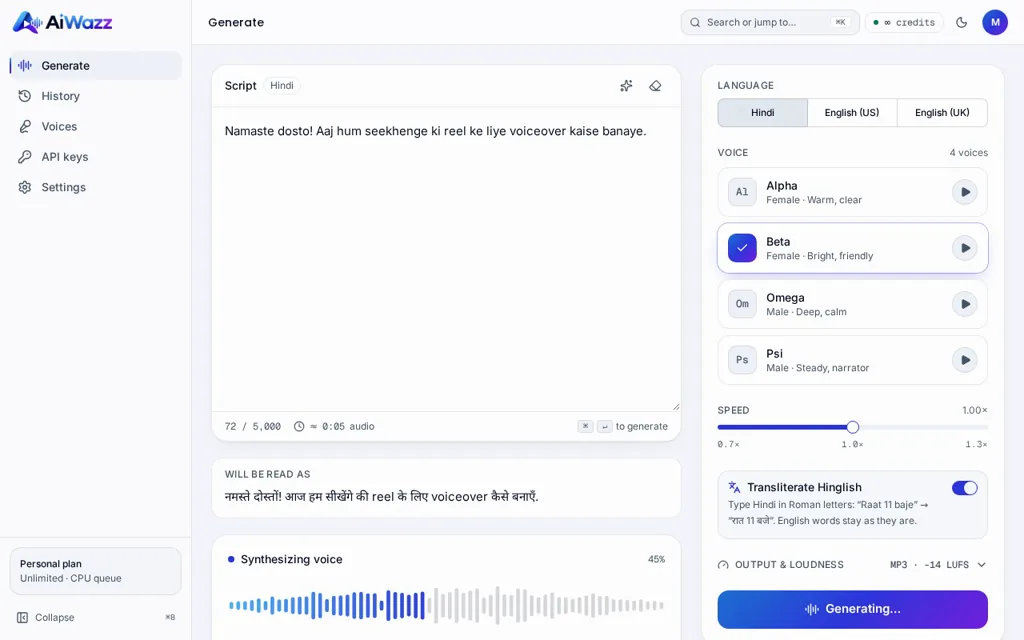 AiWazz
Generate
Search or jump to...
⌘K
∞ credits
M
Generate
History
Voices
API keys
Settings
Script
Hindi
Namaste dosto! Aaj hum seekhenge ki reel ke liye voiceover kaise banaye.
72 / 5,000
≈ 0:05 audio
⌘ ↵ to generate
WILL BE READ AS
नमस्ते दोस्तों! आज हम सीखेंगे की reel के लिए voiceover कैसे बनाएँ.
Synthesizing voice
45%
LANGUAGE
Hindi
English (US)
English (UK)
VOICE
4 voices
Al
Alpha
Female · Warm, clear
Beta
Female · Bright, friendly
Om
Omega
Male · Deep, calm
Ps
Psi
Male · Steady, narrator
SPEED
1.00×
0.7×
1.0×
1.3×
Transliterate Hinglish
Type Hindi in Roman letters: “Raat 11 baje” →
“रात 11 बजे”. English words stay as they are.
OUTPUT & LOUDNESS
MP3 · -14 LUFS
Generating...
Personal plan
Unlimited · CPU queue
Collapse
⌘B